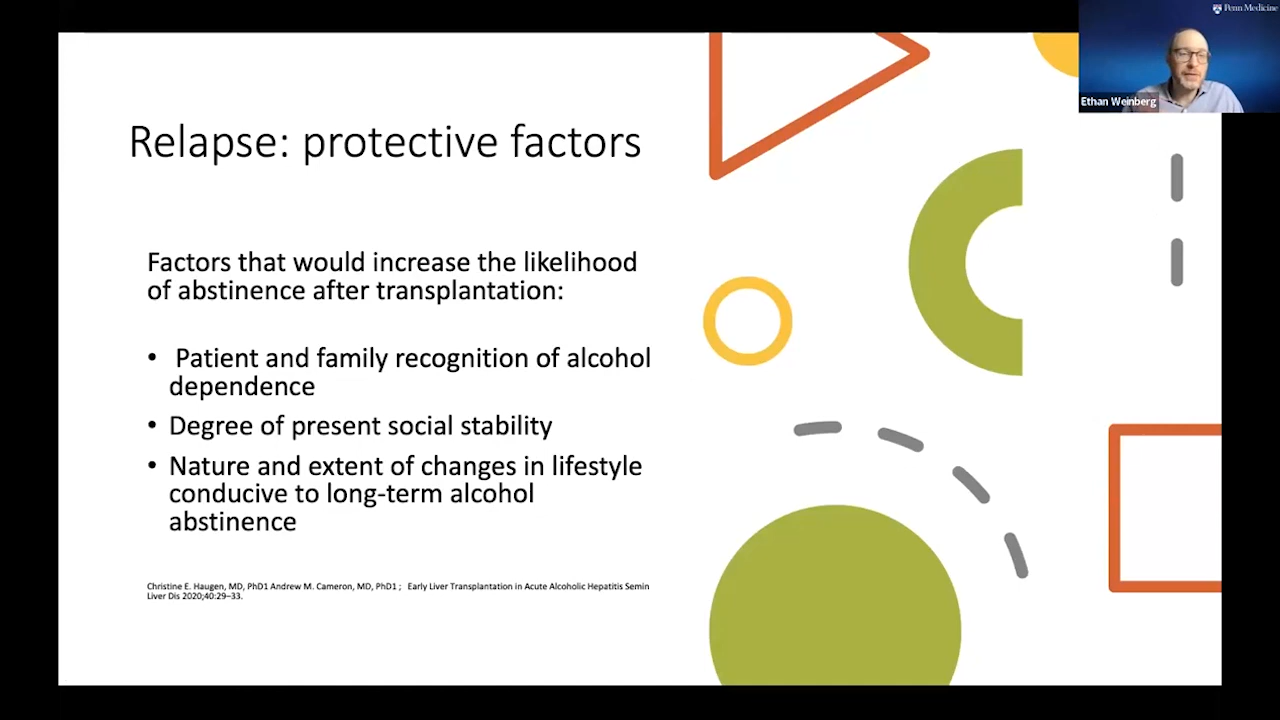 Penn Medicine
Ethan Weinberg
Relapse: protective factors
Factors that would increase the likelihood
of abstinence after transplantation:
• Patient and family recognition of alcohol
dependence
• Degree of present social stability
• Nature and extent of changes in lifestyle
conducive to long-term alcohol
abstinence
Christine E. Haugen, MD, PhD1 Andrew M. Cameron, MD, PhD1 ; Early Liver Transplantation in Acute Alcoholic Hepatitis Semin
Liver Dis 2020;40:29–33.